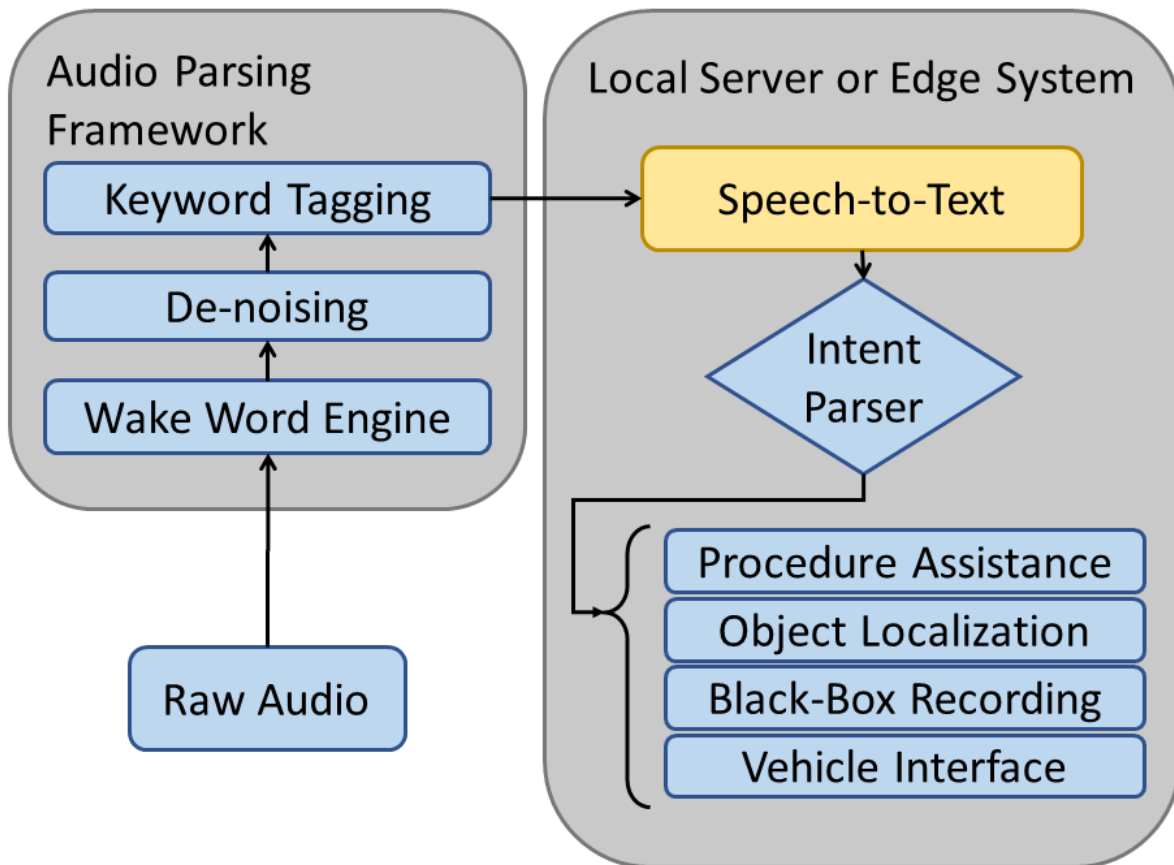 Audio Parsing
Framework
Keyword Tagging
De-noising
Wake Word Engine
Raw Audio
Local Server or Edge System
Speech-to-Text
Intent
Parser
Procedure Assistance
Object Localization
Black-Box Recording
Vehicle Interface